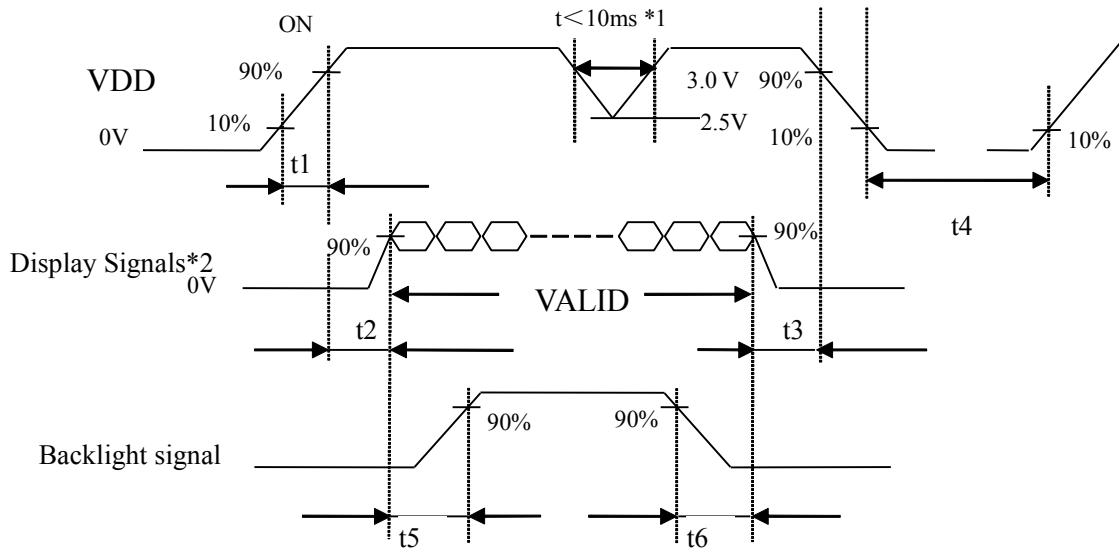 ON
t＜10ms *1
VDD
90%
3.0 V
90%
0V
10%
2.5V
10%
10%
t1
t4
90%
90%
Display Signals*2
0V
VALID
t2
t3
90%
90%
Backlight signal
t5
t6